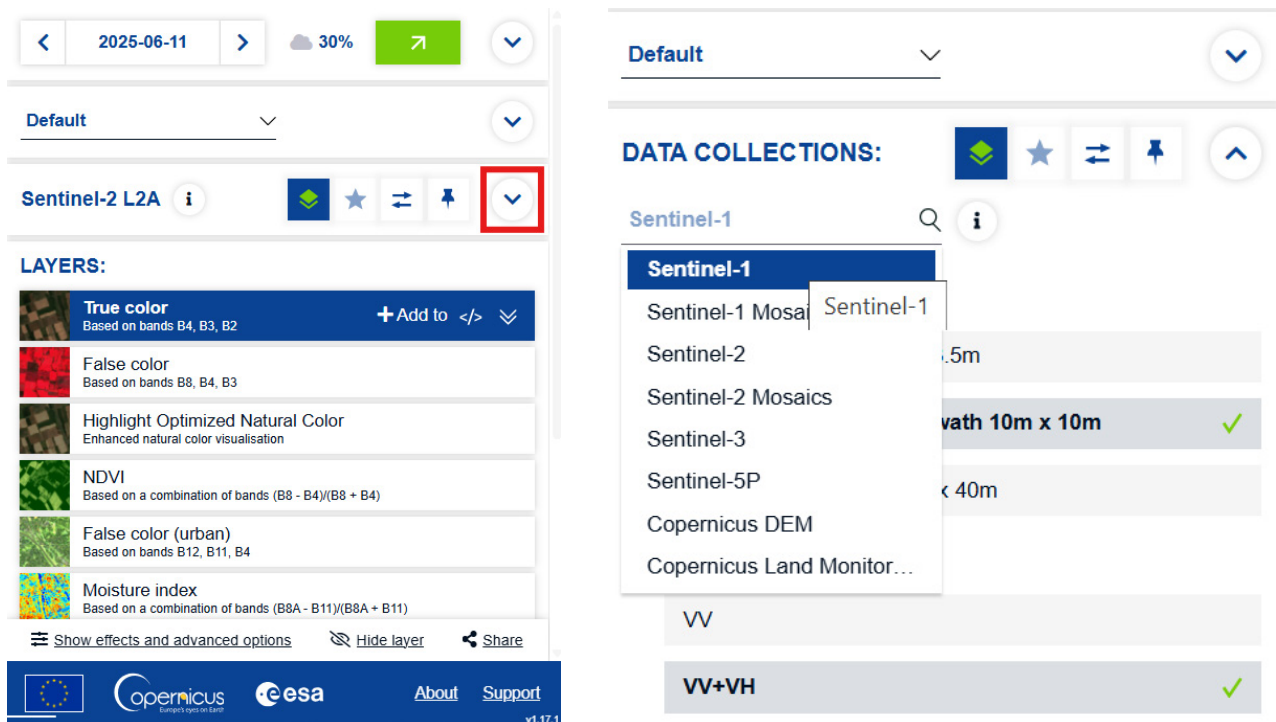 2025-06-11
30%
Default
Sentinel-2 L2A
i
LAYERS:
True color
Based on bands B4, B3, B2
Add to </>
False color
Based on bands B8, B4, B3
Highlight Optimized Natural Color
Enhanced natural color visualisation
NDVI
Based on a combination of bands (B8 - B4)/(B8 + B4)
False color (urban)
Based on bands B12, B11, B4
Moisture index
Based on a combination of bands (B8A - B11)/(B8A + B11)
Show effects and advanced options
Hide layer
Share
opernicus
Europe's eyes on Earth
esa
About
Support
v1.17.1
Default
DATA COLLECTIONS:
Sentinel-1
i
Sentinel-1
Sentinel-1 Mosai
Sentinel-1
Sentinel-2
.5m
Sentinel-2 Mosaics
vath 10m x 10m
Sentinel-3
Sentinel-5P
x 40m
Copernicus DEM
Copernicus Land Monitor...
VV
VV+VH